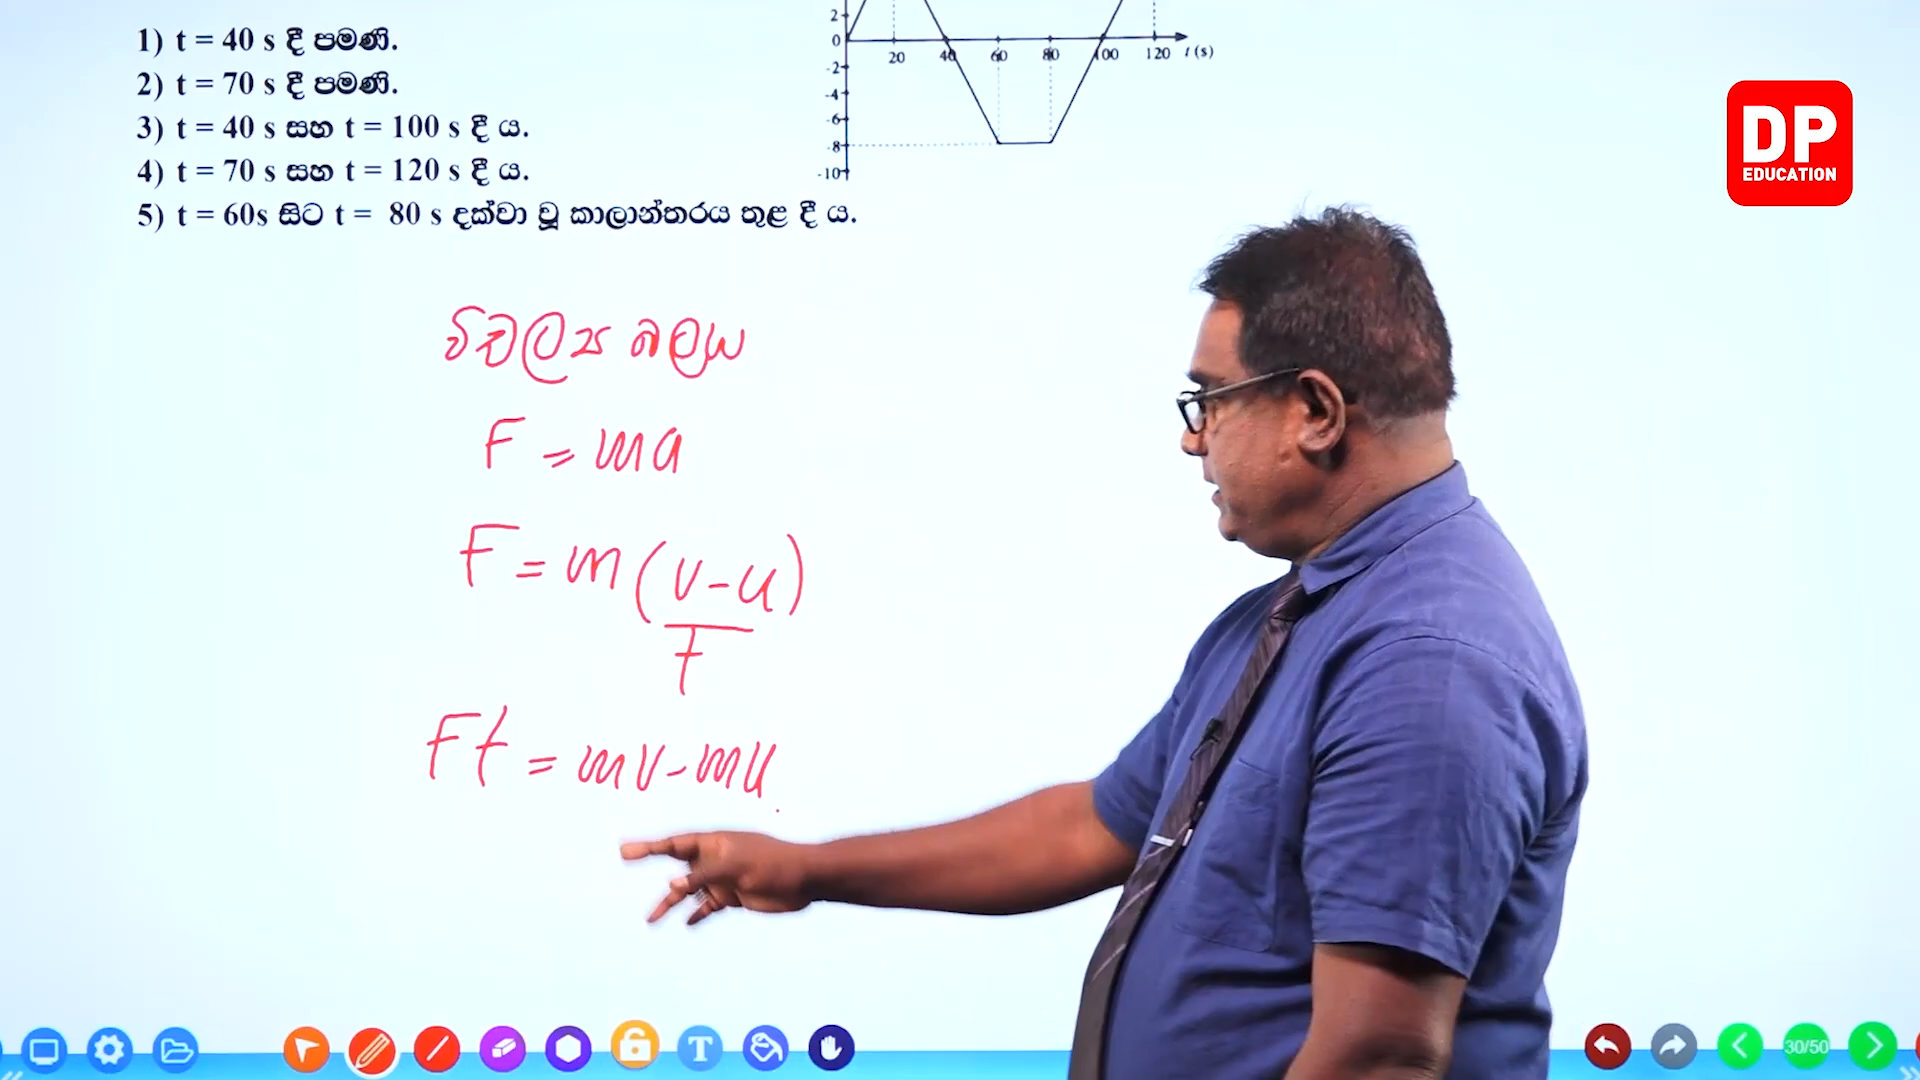 1) t = 40 s දී පමණි.
2) t = 70 s දී පමණි.
3) t = 40 s සහ t = 100 s දී ය.
4) t = 70 s සහ t = 120 s දී ය.
5) t = 60s සිට t = 80 s දක්වා වූ කාලාන්තරය තුළ දී ය.
2
0
-2
-4
-6
-8
-10
20 40 60 80 100 120 t (s)
DP
EDUCATION
විචල්‍ය බලය
F = ma
F = m (v-u)
t
Ft = mv-mu
T
30/50